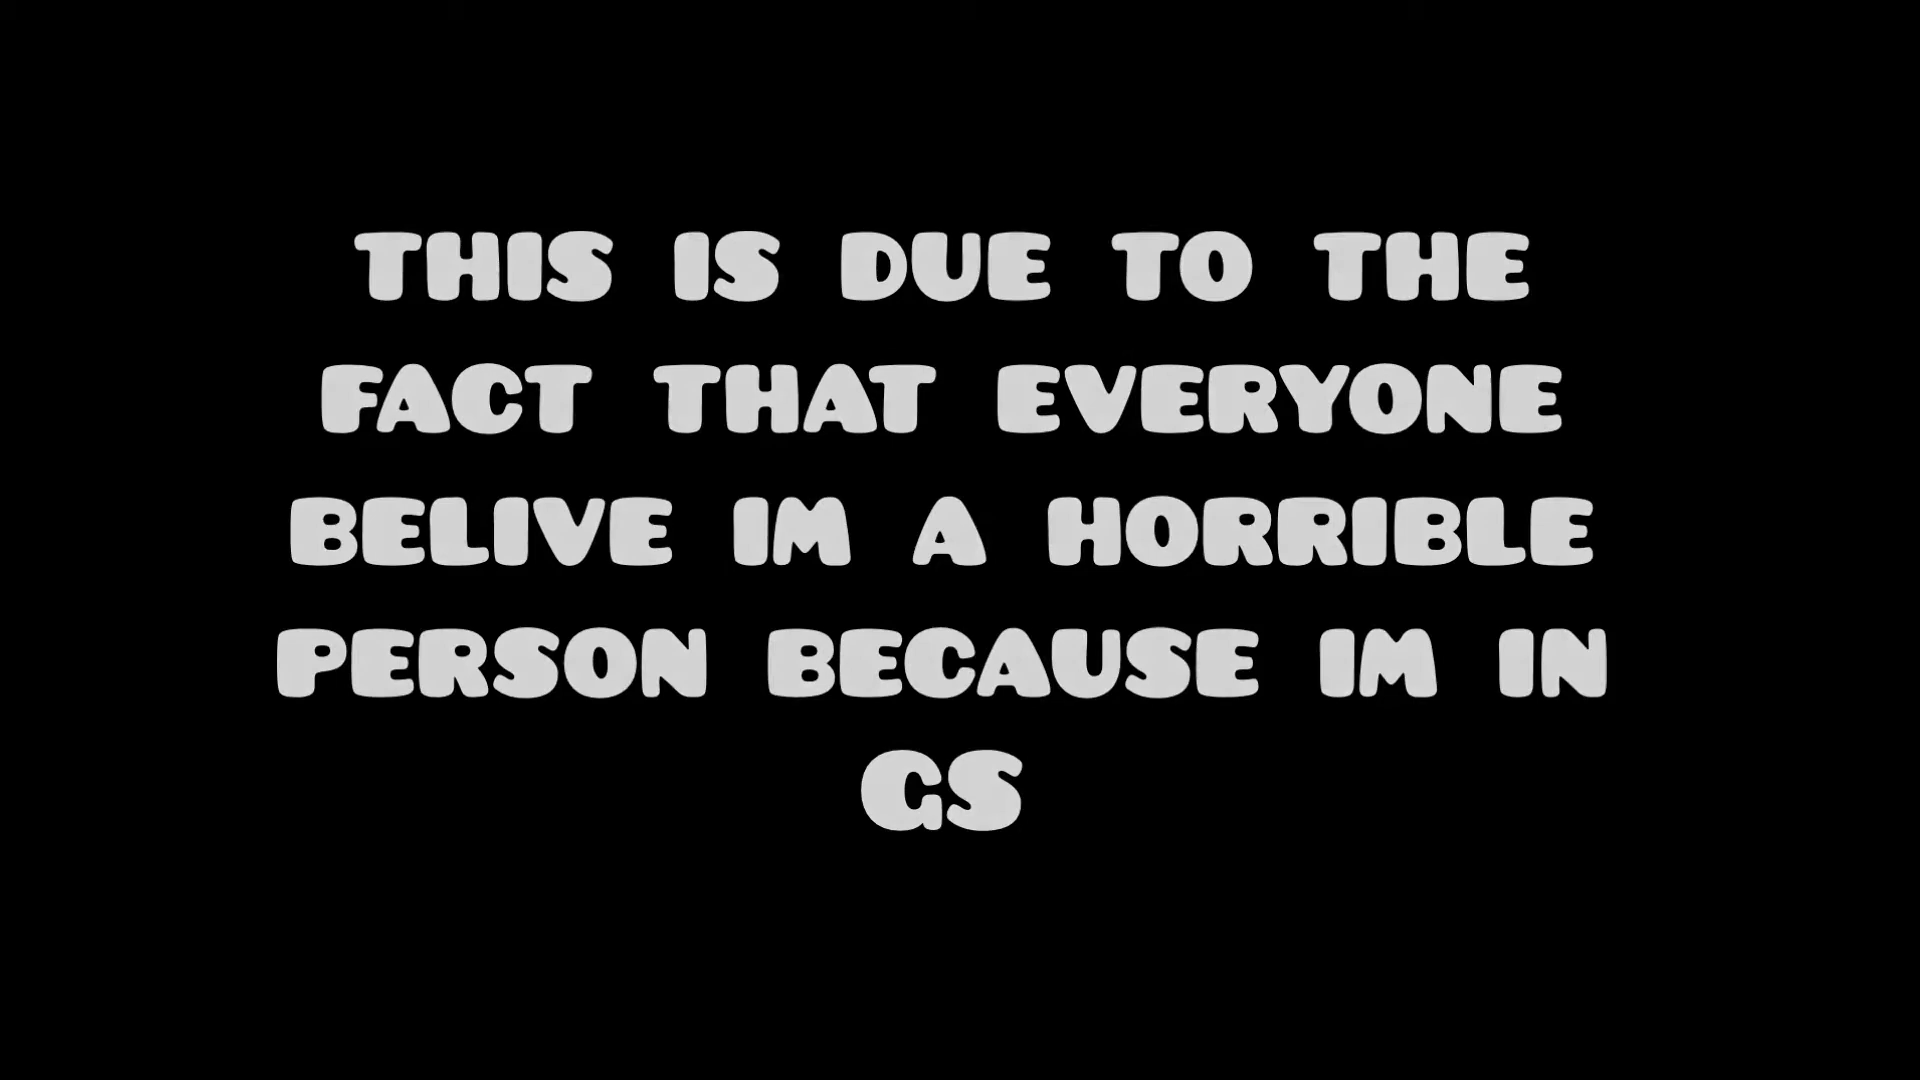 THIS IS DUE TO THE
FACT THAT EVERYONE
BELIVE IM A HORRIBLE
PERSON BECAUSE IM IN
GS